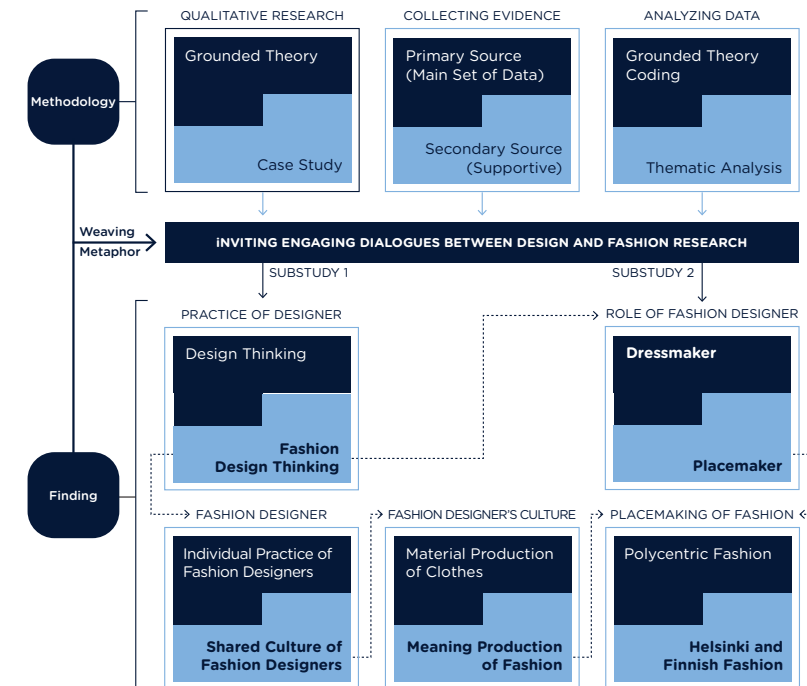 QUALITATIVE RESEARCH
COLLECTING EVIDENCE
ANALYZING DATA
Methodology
Grounded Theory
Case Study
Primary Source
(Main Set of Data)
Secondary Source
(Supportive)
Grounded Theory
Coding
Thematic Analysis
Weaving
Metaphor
iNVITING ENGAGING DIALOGUES BETWEEN DESIGN AND FASHION RESEARCH
SUBSTUDY 1
SUBSTUDY 2
PRACTICE OF DESIGNER
ROLE OF FASHION DESIGNER
Design Thinking
Fashion
Design Thinking
Dressmaker
Placemaker
Finding
FASHION DESIGNER
FASHION DESIGNER'S CULTURE
PLACEMAKING OF FASHION
Individual Practice of
Fashion Designers
Shared Culture of
Fashion Designers
Material Production
of Clothes
Meaning Production
of Fashion
Polycentric Fashion
Helsinki and
Finnish Fashion